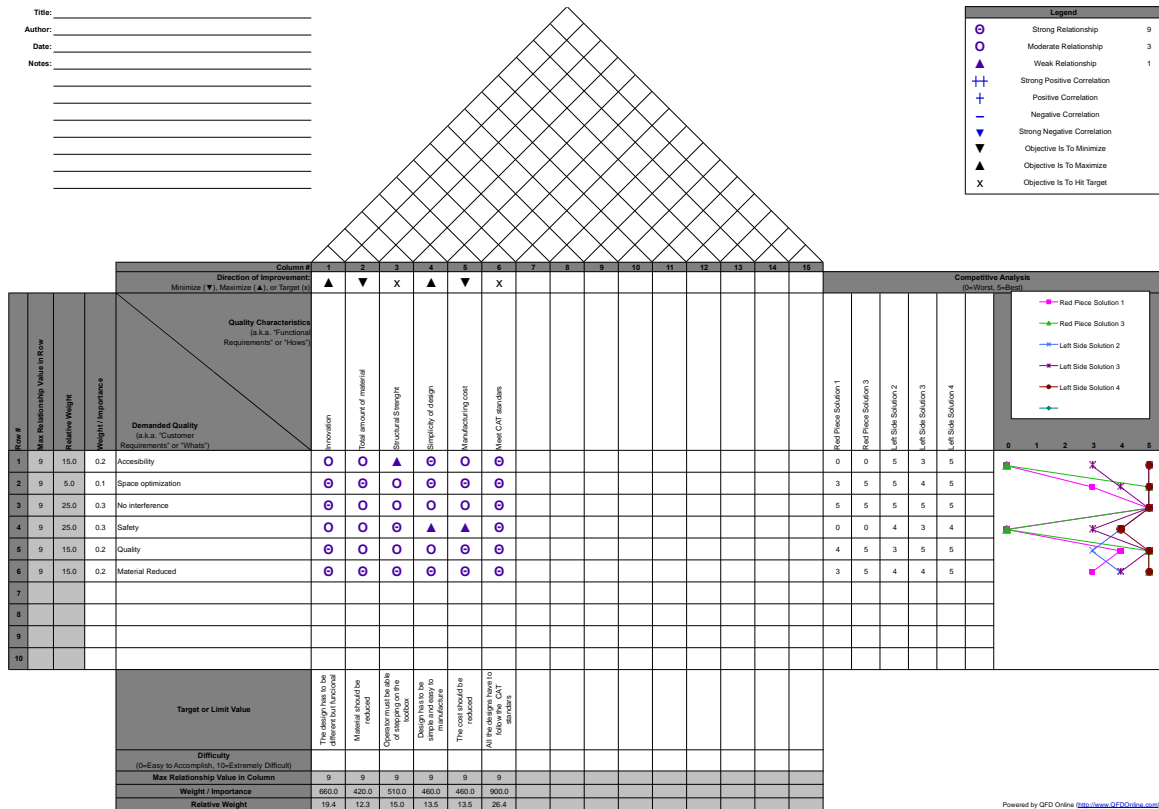 Title:
Author:
Date:
Notes:
Legend
Θ Strong Relationship 9
Ο Moderate Relationship 3
▲ Weak Relationship 1
++ Strong Positive Correlation
+ Positive Correlation
− Negative Correlation
▼ Strong Negative Correlation
▼ Objective Is To Minimize
▲ Objective Is To Maximize
X Objective Is To Hit Target
Column # 1 2 3 4 5 6 7 8 9 10 11 12 13 14 15
Direction of Improvement:
Minimize (▼), Maximize (▲), or Target (x)
▲ ▼ X ▲ ▼ X
Competitive Analysis
(0=Worst, 5=Best)
Row #
Max Relationship Value in Row
Relative Weight
Weight / Importance
Quality Characteristics
(a.k.a. "Functional
Requirements" or "Hows")
Demanded Quality
(a.k.a. "Customer
Requirements" or "Whats")
Innovation
Total amount of material
Structural Strenght
Simplicity of design
Manufacturing cost
Meet CAT standars
Red Piece Solution 1
Red Piece Solution 3
Left Side Solution 2
Left Side Solution 3
Left Side Solution 4
Red Piece Solution 1
Red Piece Solution 3
Left Side Solution 2
Left Side Solution 3
Left Side Solution 4
0 1 2 3 4 5
1 9 15.0 0.2 Accesibility Ο Ο ▲ Θ Ο Θ 0 0 5 3 5
2 9 5.0 0.1 Space optimization Θ Θ Ο Θ Θ Θ 3 5 5 4 5
3 9 25.0 0.3 No interference Θ Ο Ο Ο Ο Θ 5 5 5 5 5
4 9 25.0 0.3 Safety Ο Ο Θ ▲ ▲ Θ 0 0 4 3 4
5 9 15.0 0.2 Quality Θ Ο Ο Ο Θ Θ 4 5 3 5 5
6 9 15.0 0.2 Material Reduced Θ Θ Θ Θ Θ Θ 3 5 4 4 5
7
8
9
10
Target or Limit Value
The design has to be
different but funcional
Material should be
reduced
Operator must be able
of stepping on the
toolbox
Design has to be
simple and easy to
manufacture
The cost should be
reduced
All the designs have to
follow the CAT
standars
Difficulty
(0=Easy to Accomplish, 10=Extremely Difficult)
Max Relationship Value in Column 9 9 9 9 9 9
Weight / Importance 660.0 420.0 510.0 460.0 460.0 900.0
Relative Weight 19.4 12.3 15.0 13.5 13.5 26.4
Powered by QFD Online (http://www.QFDOnline.com)